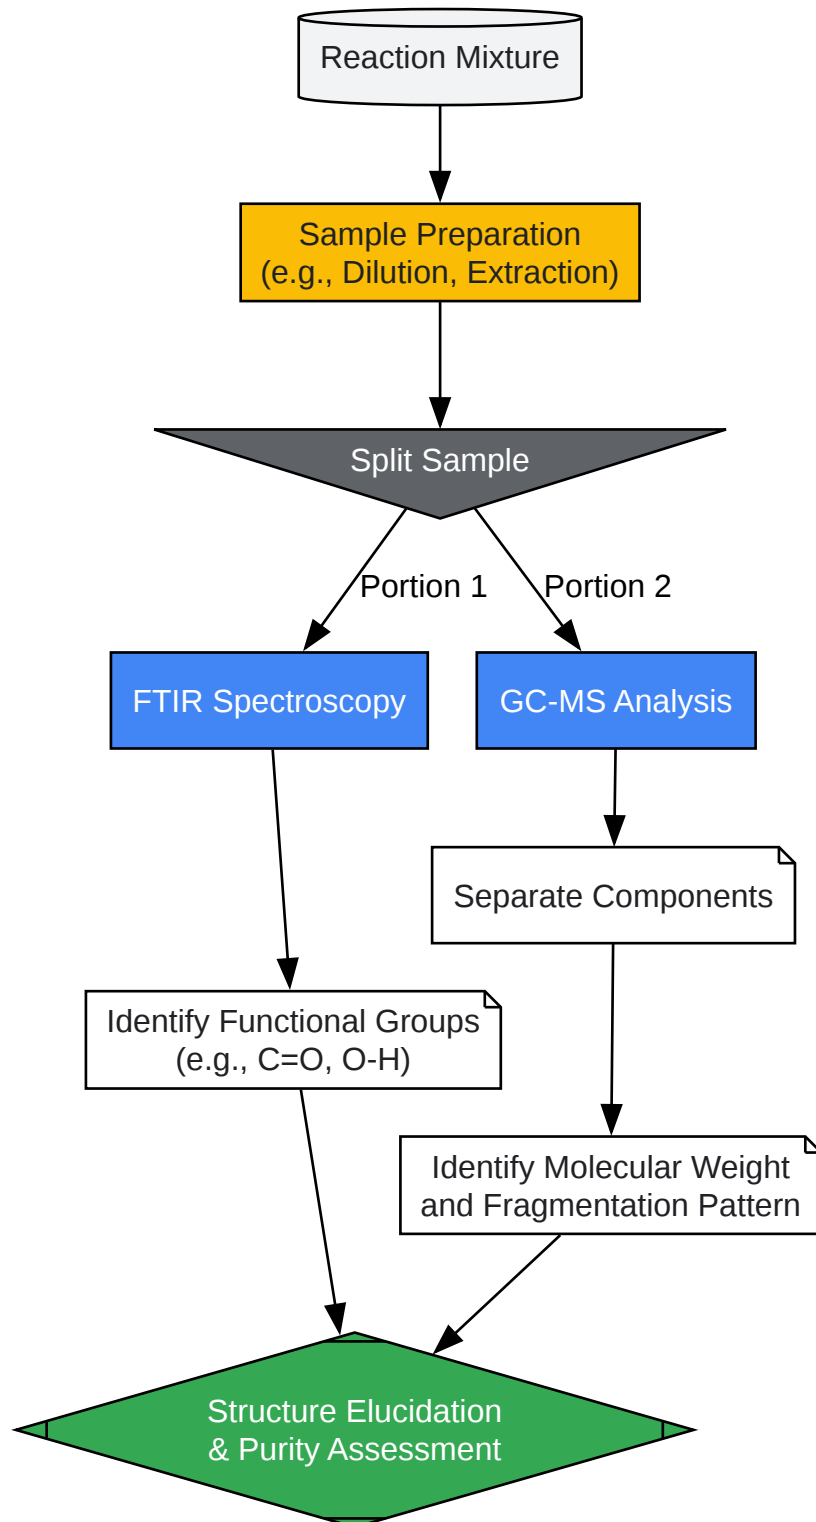 Reaction Mixture
Sample Preparation
(e.g., Dilution, Extraction)
Split Sample
Portion 1
Portion 2
FTIR Spectroscopy
GC-MS Analysis
Separate Components
Identify Functional Groups
(e.g., C=O, O-H)
Identify Molecular Weight
and Fragmentation Pattern
Structure Elucidation
& Purity Assessment